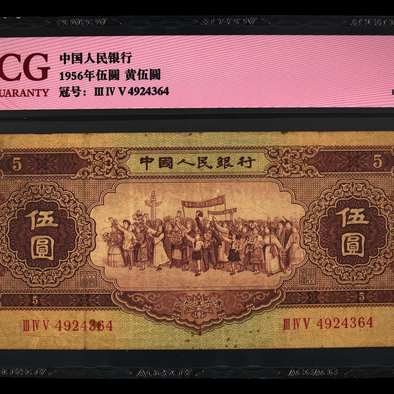 CG
UARANTY
中国人民银行
1956年伍圆 黄伍圆
冠号: Ⅲ Ⅳ Ⅴ 4924364
中國人民銀行
5
5
伍圓
伍圓
5
5
Ⅲ Ⅳ Ⅴ 4924364
Ⅲ Ⅳ Ⅴ 4924364